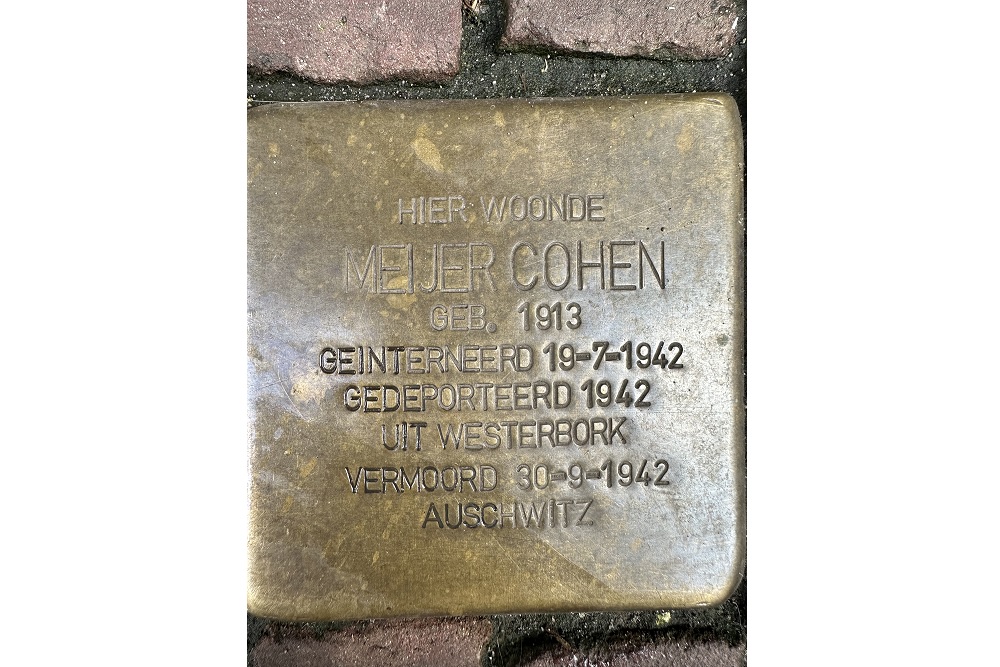 HIER WOONDE
MEIJER COHEN
GEB. 1913
GEINTERNEERD 19-7-1942
GEDEPORTEERD 1942
UIT WESTERBORK
VERMOORD 30-9-1942
AUSCHWITZ